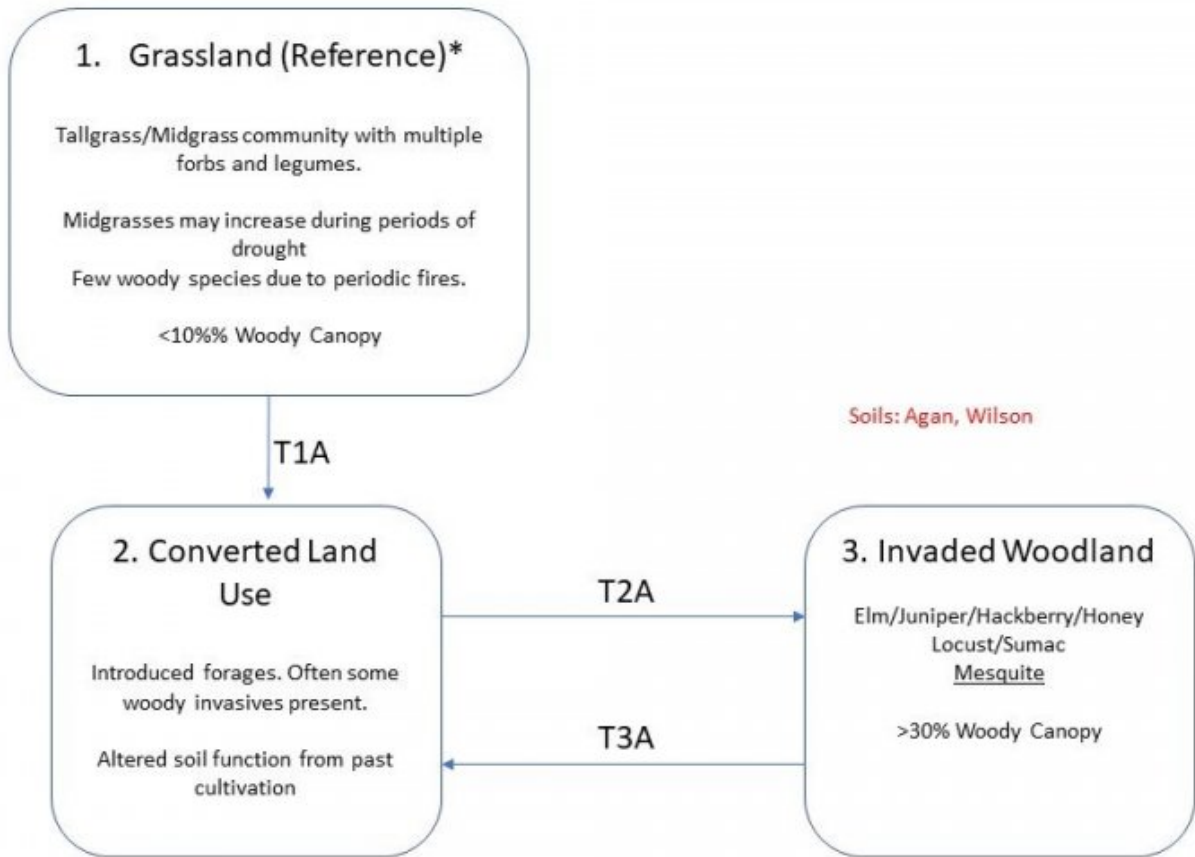 1. Grassland (Reference)*
Tallgrass/Midgrass community with multiple
forbs and legumes.
Midgrasses may increase during periods of
drought
Few woody species due to periodic fires.
<10%% Woody Canopy
T1A
Soils: Agan, Wilson
2. Converted Land
Use
Introduced forages. Often some
woody invasives present.
Altered soil function from past
cultivation
T2A
T3A
3. Invaded Woodland
Elm/Juniper/Hackberry/Honey
Locust/Sumac
Mesquite
>30% Woody Canopy